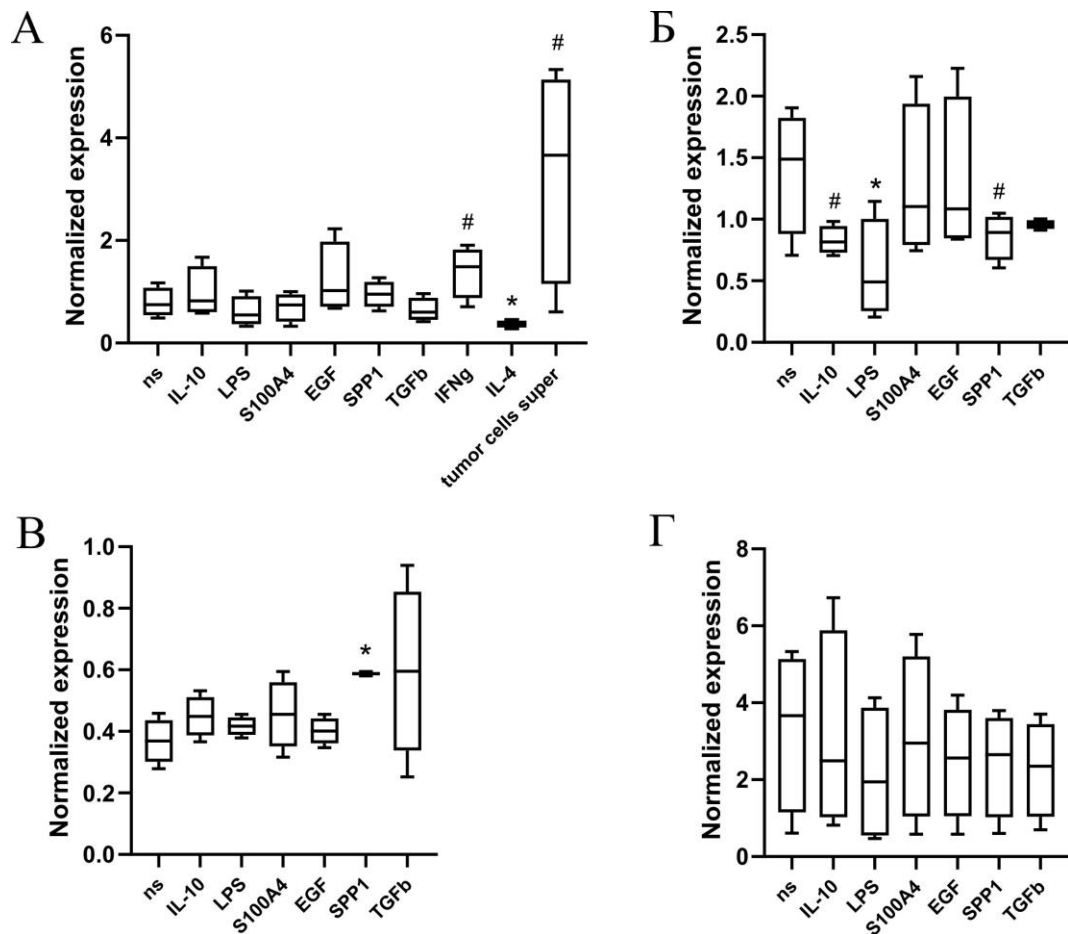 А
Normalized expression
6
4
2
0
#
#
*
ns
IL-10
LPS
S100A4
EGF
SPP1
TGFb
IFNg
IL-4
tumor cells super
Б
Normalized expression
2.5
2.0
1.5
1.0
0.5
0.0
#
*
#
ns
IL-10
LPS
S100A4
EGF
SPP1
TGFb
В
Normalized expression
1.0
0.8
0.6
0.4
0.2
0.0
*
ns
IL-10
LPS
S100A4
EGF
SPP1
TGFb
Г
Normalized expression
8
6
4
2
0
ns
IL-10
LPS
S100A4
EGF
SPP1
TGFb